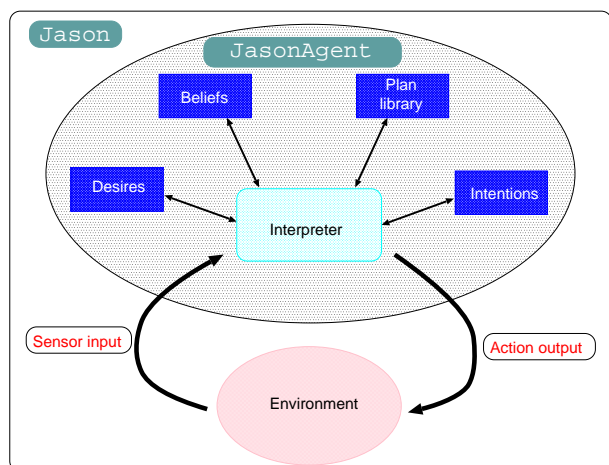 Jason
JasonAgent
Beliefs
Plan
library
Desires
Intentions
Interpreter
Sensor input
Action output
Environment